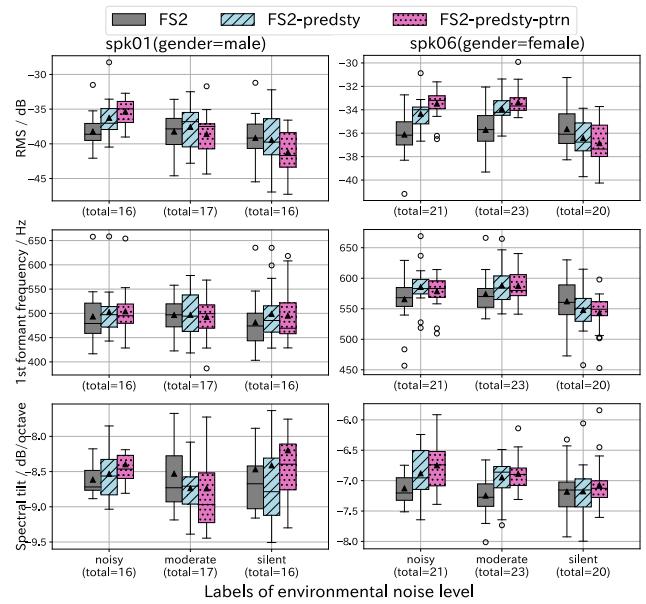 FS2 FS2-predsty FS2-predsty-ptrn
spk01(gender=male) spk06(gender=female)
RMS / dB
−30
−35
−40
−45
(total=16) (total=17) (total=16)
−30
−32
−34
−36
−38
−40
(total=21) (total=23) (total=20)
1st formant frequency / Hz
650
600
550
500
450
400
(total=16) (total=17) (total=16)
650
600
550
500
450
(total=21) (total=23) (total=20)
Spectral tilt / dB/octave
−8.0
−8.5
−9.0
−9.5
noisy moderate silent
(total=16) (total=17) (total=16)
−6.0
−6.5
−7.0
−7.5
−8.0
noisy moderate silent
(total=21) (total=23) (total=20)
Labels of environmental noise level